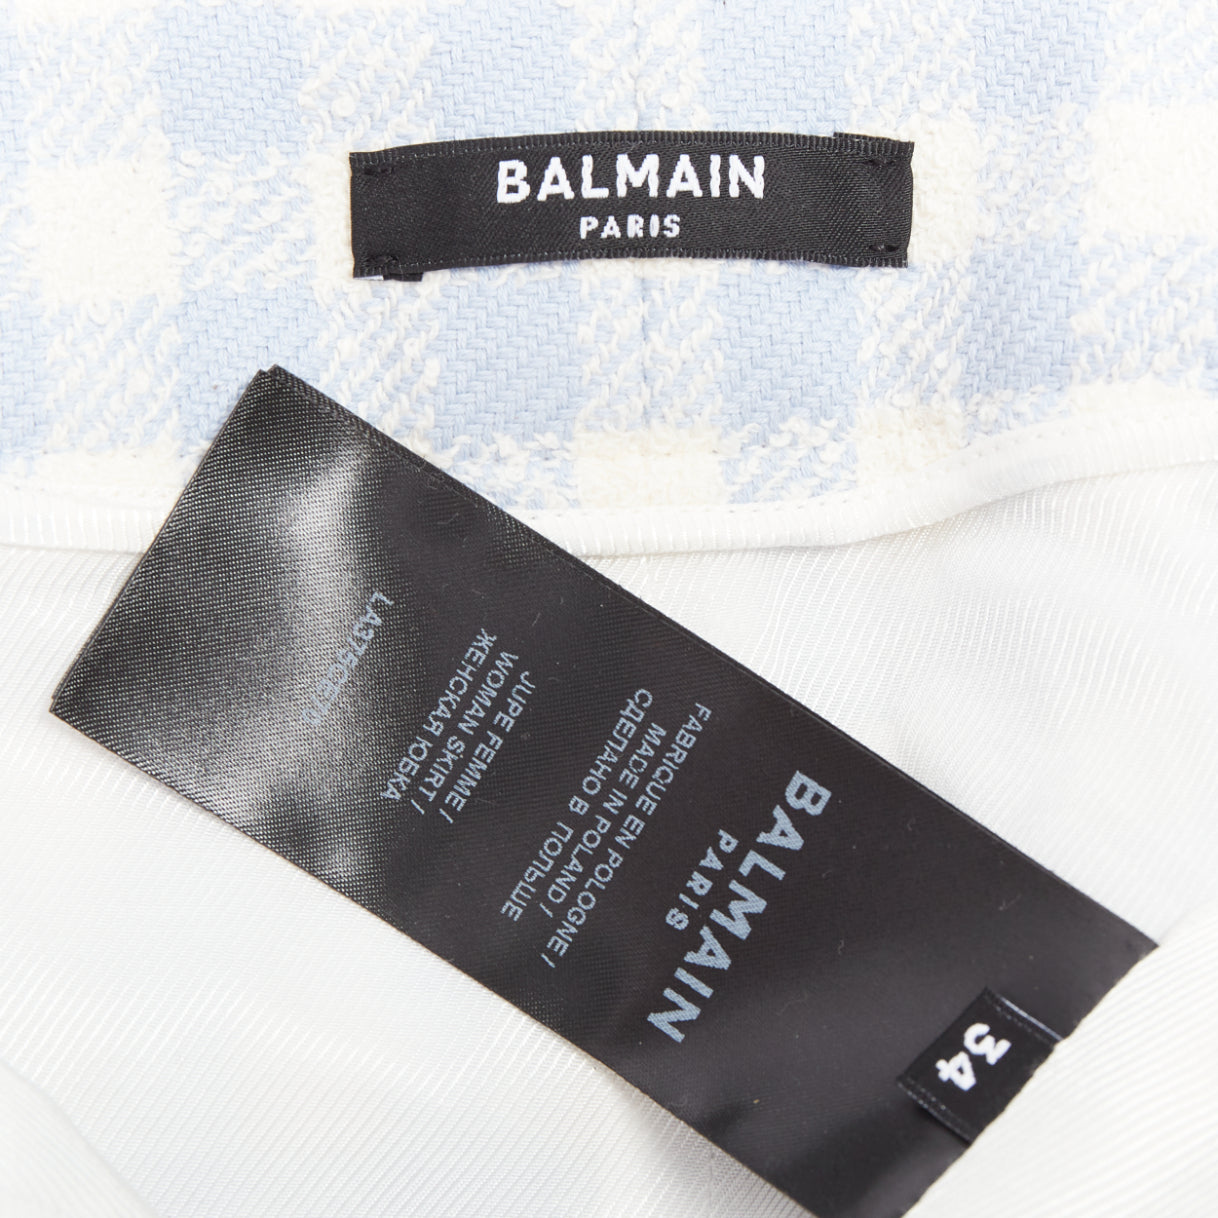 BALMAIN
PARIS
BALMAIN
PARIS
34
FABRIQUE EN POLOGNE /
MADE IN POLAND /
СДЕЛАНО В ПОЛЬШЕ
JUPE FEMME /
WOMAN SKIRT /
ЖЕНСКАЯ ЮБКА